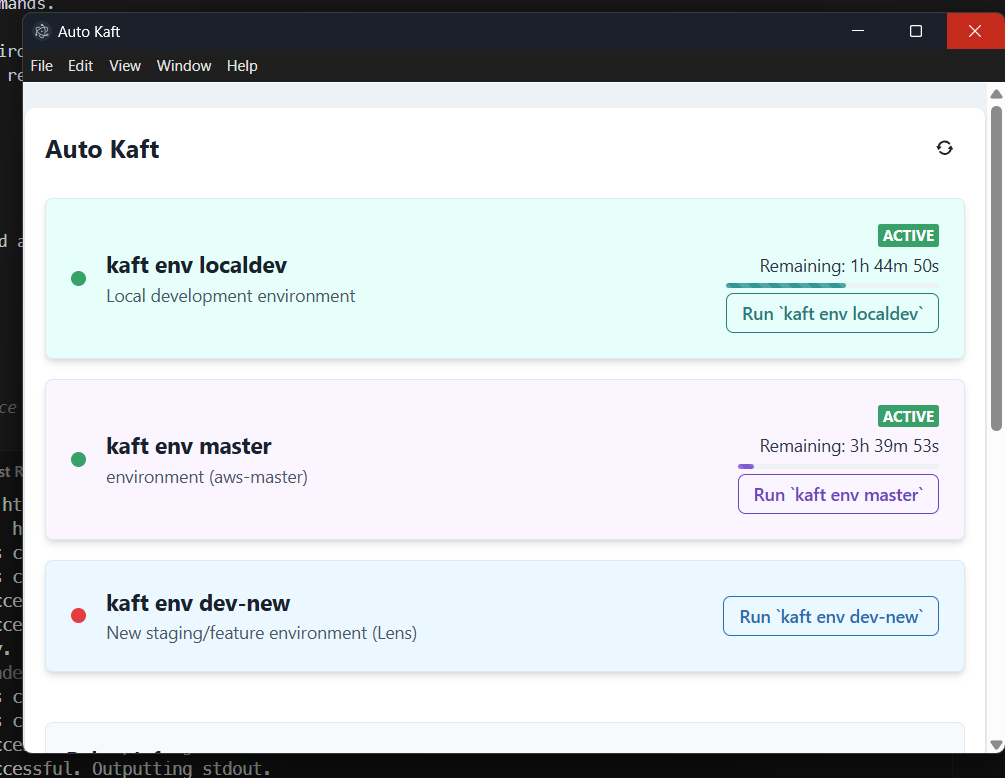 mands.
Auto Kaft
File Edit View Window Help
Auto Kaft
ACTIVE
kaft env localdev
Remaining: 1h 44m 50s
Local development environment
Run `kaft env localdev`
ACTIVE
kaft env master
Remaining: 3h 39m 53s
environment (aws-master)
Run `kaft env master`
kaft env dev-new
New staging/feature environment (Lens)
Run `kaft env dev-new`
ccessful. Outputting stdout.